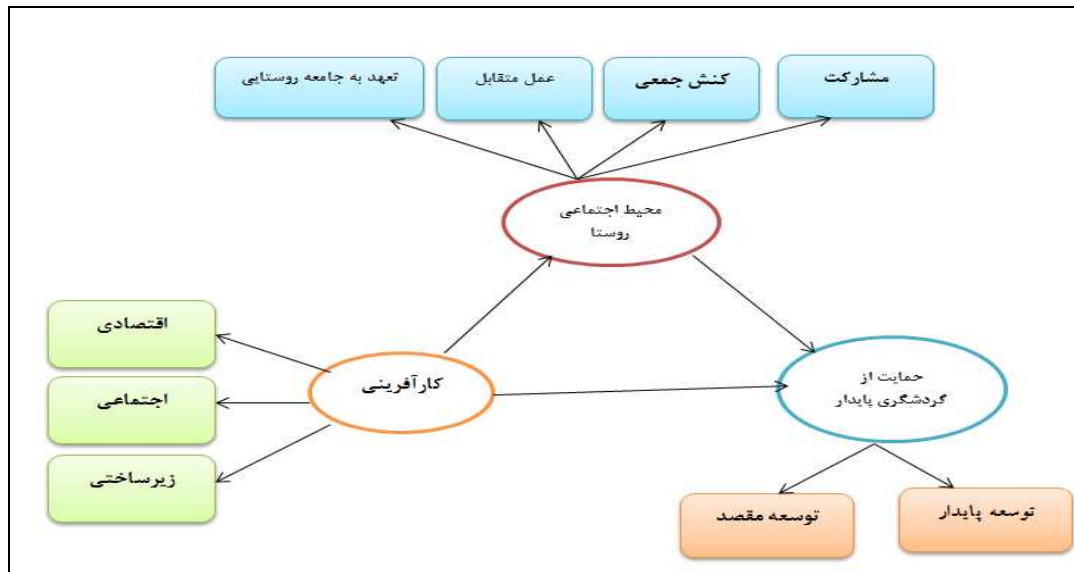 مشارکت
کنش جمعی
عمل متقابل
تعهد به جامعه روستایی
محیط اجتماعی
روستا
اقتصادی
کارآفرینی
حمایت از
گردشگری پایدار
اجتماعی
زیرساختی
توسعه پایدار
توسعه مقصد